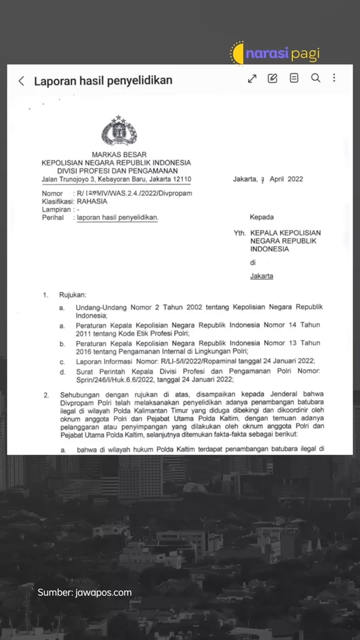 narasi pagi
Laporan hasil penyelidikan
MARKAS BESAR
KEPOLISIAN NEGARA REPUBLIK INDONESIA
DIVISI PROFESI DAN PENGAMANAN
Jalan Trunojoyo 3, Kebayoran Baru, Jakarta 12110
Jakarta, 7 April 2022
Nomor : R/ /WAS.2.4./2022/Divpropam
Klasifikasi: RAHASIA
Lampiran : -
Perihal : laporan hasil penyelidikan.
Kepada
Yth. KEPALA KEPOLISIAN
NEGARA REPUBLIK
INDONESIA
di
Jakarta
1. Rujukan:
a. Undang-Undang Nomor 2 Tahun 2002 tentang Kepolisian Negara Republik
Indonesia;
a. Peraturan Kepala Kepolisian Negara Republik Indonesia Nomor 14 Tahun
2011 tentang Kode Etik Profesi Polri;
b. Peraturan Kepala Kepolisian Negara Republik Indonesia Nomor 13 Tahun
2016 tentang Pengamanan Internal di Lingkungan Polri;
c. Laporan Informasi Nomor: R/LI-5/I/2022/Ropaminal tanggal 24 Januari 2022;
d. Surat Perintah Kepala Divisi Profesi dan Pengamanan Polri Nomor:
Sprin/246/I/Huk.6.6/2022, tanggal 24 Januari 2022;
2. Sehubungan dengan rujukan di atas, disampaikan kepada Jenderal bahwa
Divpropam Polri telah melaksanakan penyelidikan adanya penambangan batubara
ilegal di wilayah Polda Kalimantan Timur yang diduga dibekingi dan dikoordinir oleh
oknum anggota Polri dan Pejabat Utama Polda Kaltim, dengan temuan adanya
pelanggaran atau penyimpangan yang dilakukan oleh oknum anggota Polri dan
Pejabat Utama Polda Kaltim, selanjutnya ditemukan fakta-fakta sebagai berikut:
a. bahwa di wilayah hukum Polda Kaltim terdapat penambangan batubara ilegal di
Sumber: jawapos.com